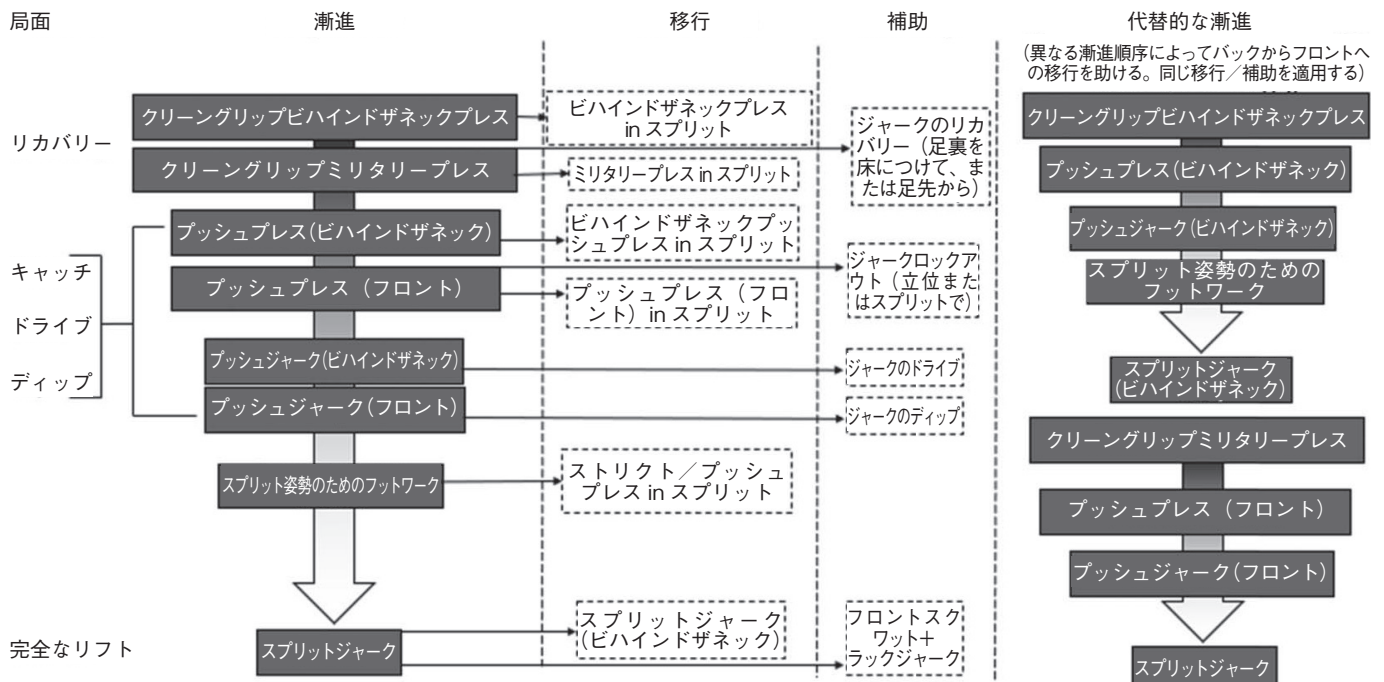 局面
漸進
移行
補助
代替的な漸進
(異なる漸進順序によってバックからフロントへ
の移行を助ける。同じ移行／補助を適用する)
リカバリー
クリーングリップビハインドザネックプレス
クリーングリップミリタリープレス
ビハインドザネックプレス
in スプリット
ミリタリープレス in スプリット
ジャークのリカ
バリー（足裏を
床につけて、ま
たは足先から）
キャッチ
ドライブ
ディップ
プッシュプレス(ビハインドザネック)
プッシュプレス（フロント）
プッシュジャーク(ビハインドザネック)
プッシュジャーク(フロント)
スプリット姿勢のためのフットワーク
ビハインドザネックプッ
シュプレス in スプリット
プッシュプレス（フロ
ント）in スプリット
ストリクト／プッシュ
プレス in スプリット
ジャークロックア
ウト（立位また
はスプリットで）
ジャークのドライブ
ジャークのディップ
完全なリフト
スプリットジャーク
スプリットジャーク
(ビハインドザネック)
フロントスク
ワット＋
ラックジャーク
クリーングリップビハインドザネックプレス
プッシュプレス(ビハインドザネック)
プッシュジャーク(ビハインドザネック)
スプリット姿勢のための
フットワーク
スプリットジャーク
(ビハインドザネック)
クリーングリップミリタリープレス
プッシュプレス（フロント）
プッシュジャーク(フロント)
スプリットジャーク